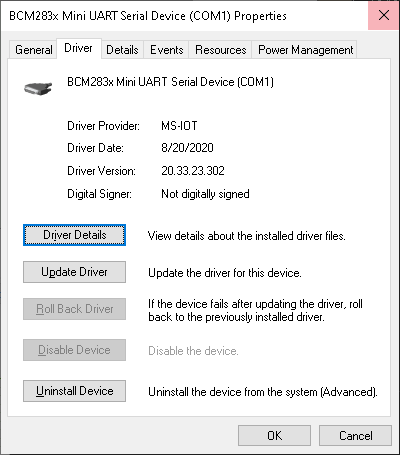 BCM283x Mini UART Serial Device (COM1) Properties
General Driver Details Events Resources Power Management
BCM283x Mini UART Serial Device (COM1)
Driver Provider: MS-IOT
Driver Date: 8/20/2020
Driver Version: 20.33.23.302
Digital Signer: Not digitally signed
Driver Details View details about the installed driver files.
Update Driver Update the driver for this device.
Roll Back Driver If the device fails after updating the driver, roll
back to the previously installed driver.
Disable Device Disable the device.
Uninstall Device Uninstall the device from the system (Advanced).
OK Cancel